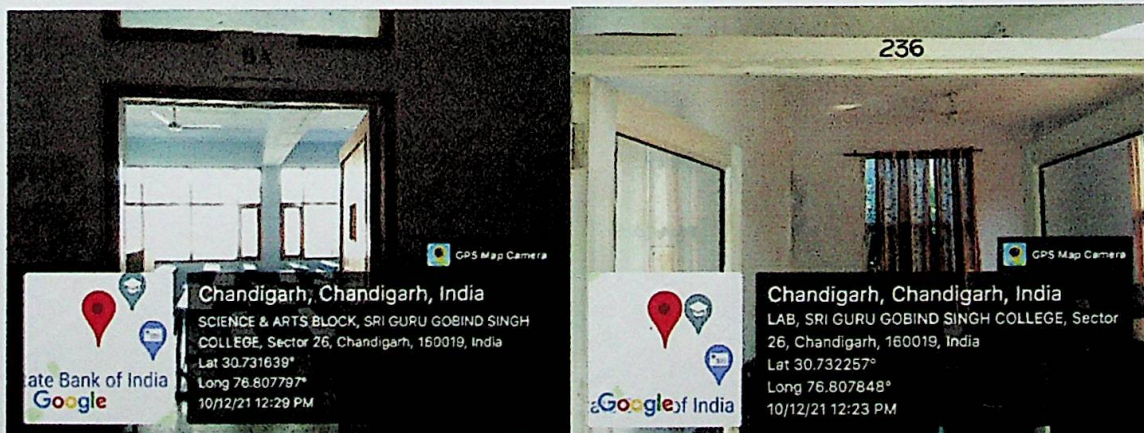 GPS Map Camera
Chandigarh, Chandigarh, India
SCIENCE & ARTS BLOCK, SRI GURU GOBIND SINGH
COLLEGE, Sector 26, Chandigarh, 160019, India
Lat 30.731639°
Long 76.807797°
10/12/21 12:29 PM
ate Bank of India
Google
236
GPS Map Camera
Chandigarh, Chandigarh, India
LAB, SRI GURU GOBIND SINGH COLLEGE, Sector
26, Chandigarh, 160019, India
Lat 30.732257°
Long 76.807848°
10/12/21 12:23 PM
Google
of India